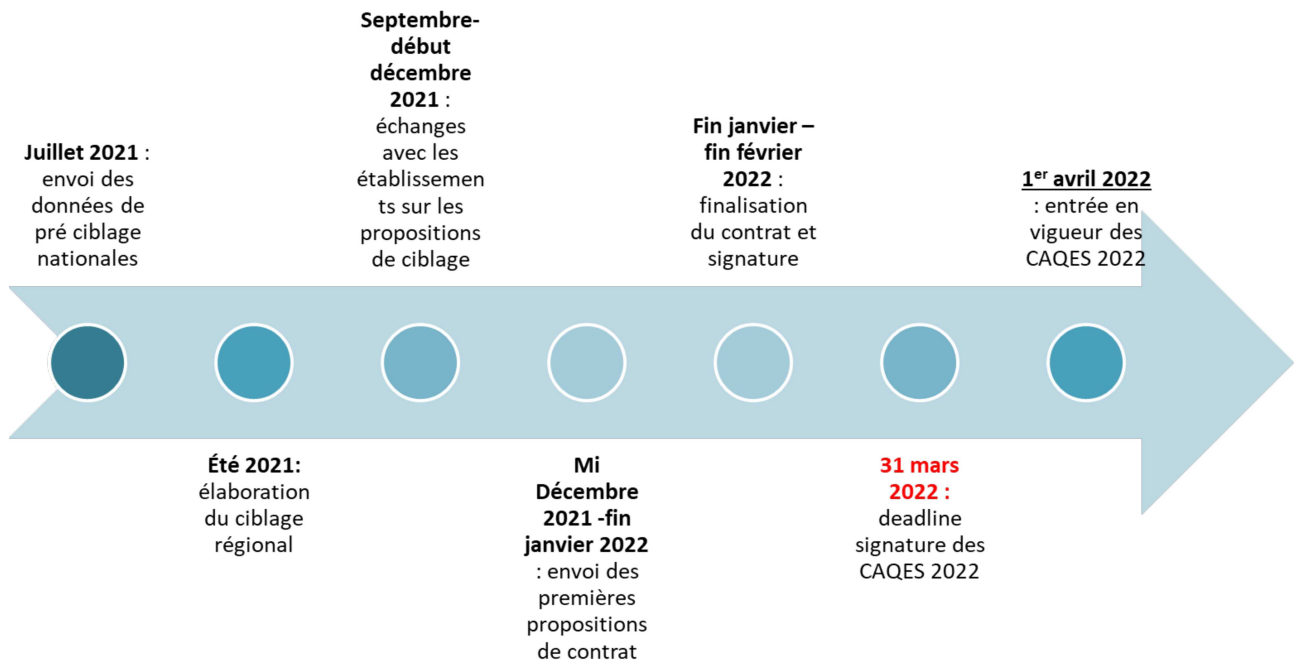 Juillet 2021 :
envoi des
données de
pré ciblage
nationales
Été 2021:
élaboration
du ciblage
régional
Septembre-
début
décembre
2021 :
échanges
avec les
établissemen
ts sur les
propositions
de ciblage
Mi
Décembre
2021 -fin
janvier 2022
: envoi des
premières
propositions
de contrat
Fin janvier –
fin février
2022 :
finalisation
du contrat et
signature
31 mars
2022 :
deadline
signature des
CAQES 2022
1er avril 2022
: entrée en
vigueur des
CAQES 2022